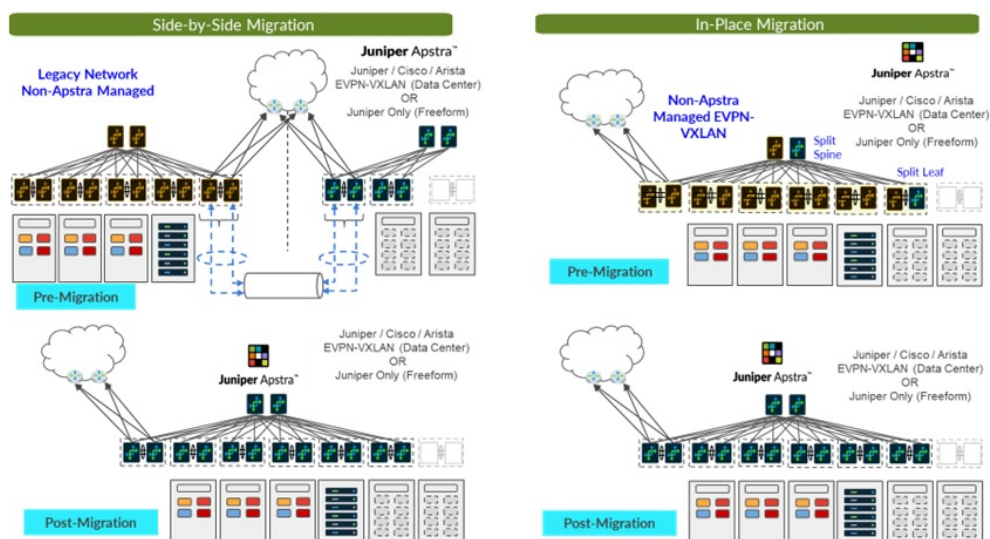 Side-by-Side Migration
Legacy Network
Non-Apstra Managed
Juniper Apstra™
Juniper / Cisco / Arista
EVPN-VXLAN (Data Center)
OR
Juniper Only (Freeform)
Pre-Migration
Juniper Apstra™
Juniper / Cisco / Arista
EVPN-VXLAN (Data Center)
OR
Juniper Only (Freeform)
Post-Migration
In-Place Migration
Non-Apstra
Managed EVPN-
VXLAN
Juniper Apstra™
Juniper / Cisco / Arista
EVPN-VXLAN (Data Center)
OR
Juniper Only (Freeform)
Split
Spine
Split Leaf
Pre-Migration
Juniper Apstra™
Juniper / Cisco / Arista
EVPN-VXLAN (Data Center)
OR
Juniper Only (Freeform)
Post-Migration